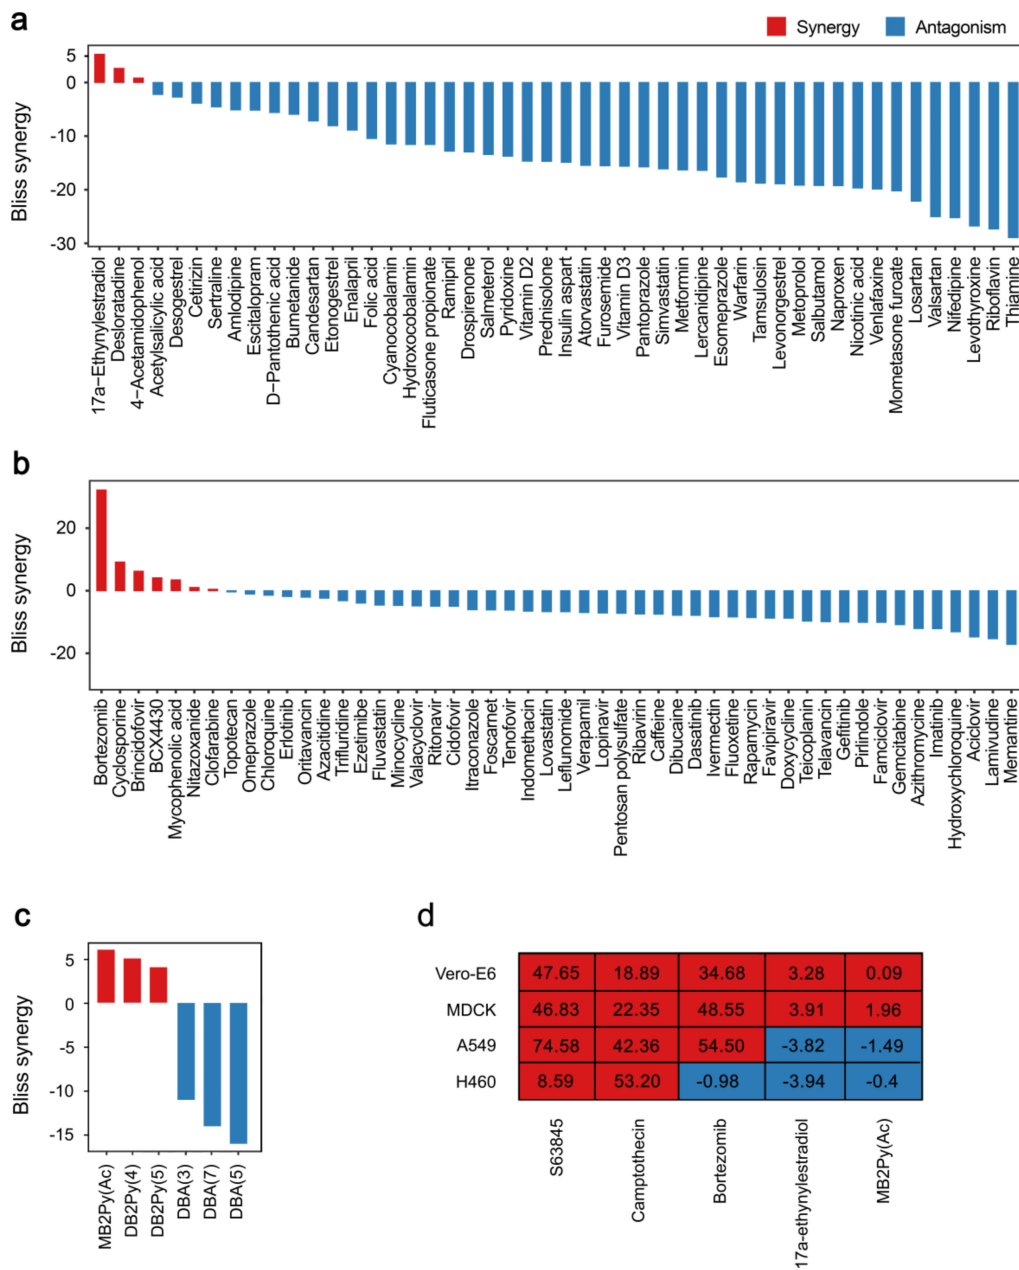 a
Synergy
Antagonism
Bliss synergy
5
0
-10
-20
-30
17a−Ethynylestradiol
Desloratadine
4−Acetamidophenol
Acetylsalicylic acid
Desogestrel
Cetirizin
Sertraline
Amlodipine
Escitalopram
D−Pantothenic acid
Bumetanide
Candesartan
Etonogestrel
Enalapril
Folic acid
Cyanocobalamin
Hydroxocobalamin
Fluticasone propionate
Ramipril
Drospirenone
Salmeterol
Pyridoxine
Vitamin D2
Prednisolone
Insulin aspart
Atorvastatin
Furosemide
Vitamin D3
Pantoprazole
Simvastatin
Metformin
Lercanidipine
Esomeprazole
Warfarin
Tamsulosin
Levonorgestrel
Metoprolol
Salbutamol
Naproxen
Nicotinic acid
Venlafaxine
Mometasone furoate
Losartan
Valsartan
Nifedipine
Levothyroxine
Riboflavin
Thiamine
b
Bliss synergy
20
0
-20
Bortezomib
Cyclosporine
Brincidofovir
BCX4430
Mycophenolic acid
Nitazoxanide
Clofarabine
Topotecan
Omeprazole
Chloroquine
Erlotinib
Oritavancin
Azacitidine
Trifluridine
Ezetimibe
Fluvastatin
Minocycline
Valacyclovir
Ritonavir
Cidofovir
Itraconazole
Foscarnet
Tenofovir
Indomethacin
Lovastatin
Leflunomide
Verapamil
Lopinavir
Pentosan polysulfate
Ribavirin
Caffeine
Dibucaine
Dasatinib
Ivermectin
Fluoxetine
Rapamycin
Favipiravir
Doxycycline
Teicoplanin
Telavancin
Gefitinib
Pirlindole
Famciclovir
Gemcitabine
Azithromycine
Imatinib
Hydroxychloroquine
Aciclovir
Lamivudine
Memantine
c
Bliss synergy
5
0
-5
-10
-15
MB2Py(Ac)
DB2Py(4)
DB2Py(5)
DBA(3)
DBA(7)
DBA(5)
d
Vero-E6 47.65 18.89 34.68 3.28 0.09
MDCK 46.83 22.35 48.55 3.91 1.96
A549 74.58 42.36 54.50 -3.82 -1.49
H460 8.59 53.20 -0.98 -3.94 -0.4
S63845
Camptothecin
Bortezomib
17a-ethynylestradiol
MB2Py(Ac)